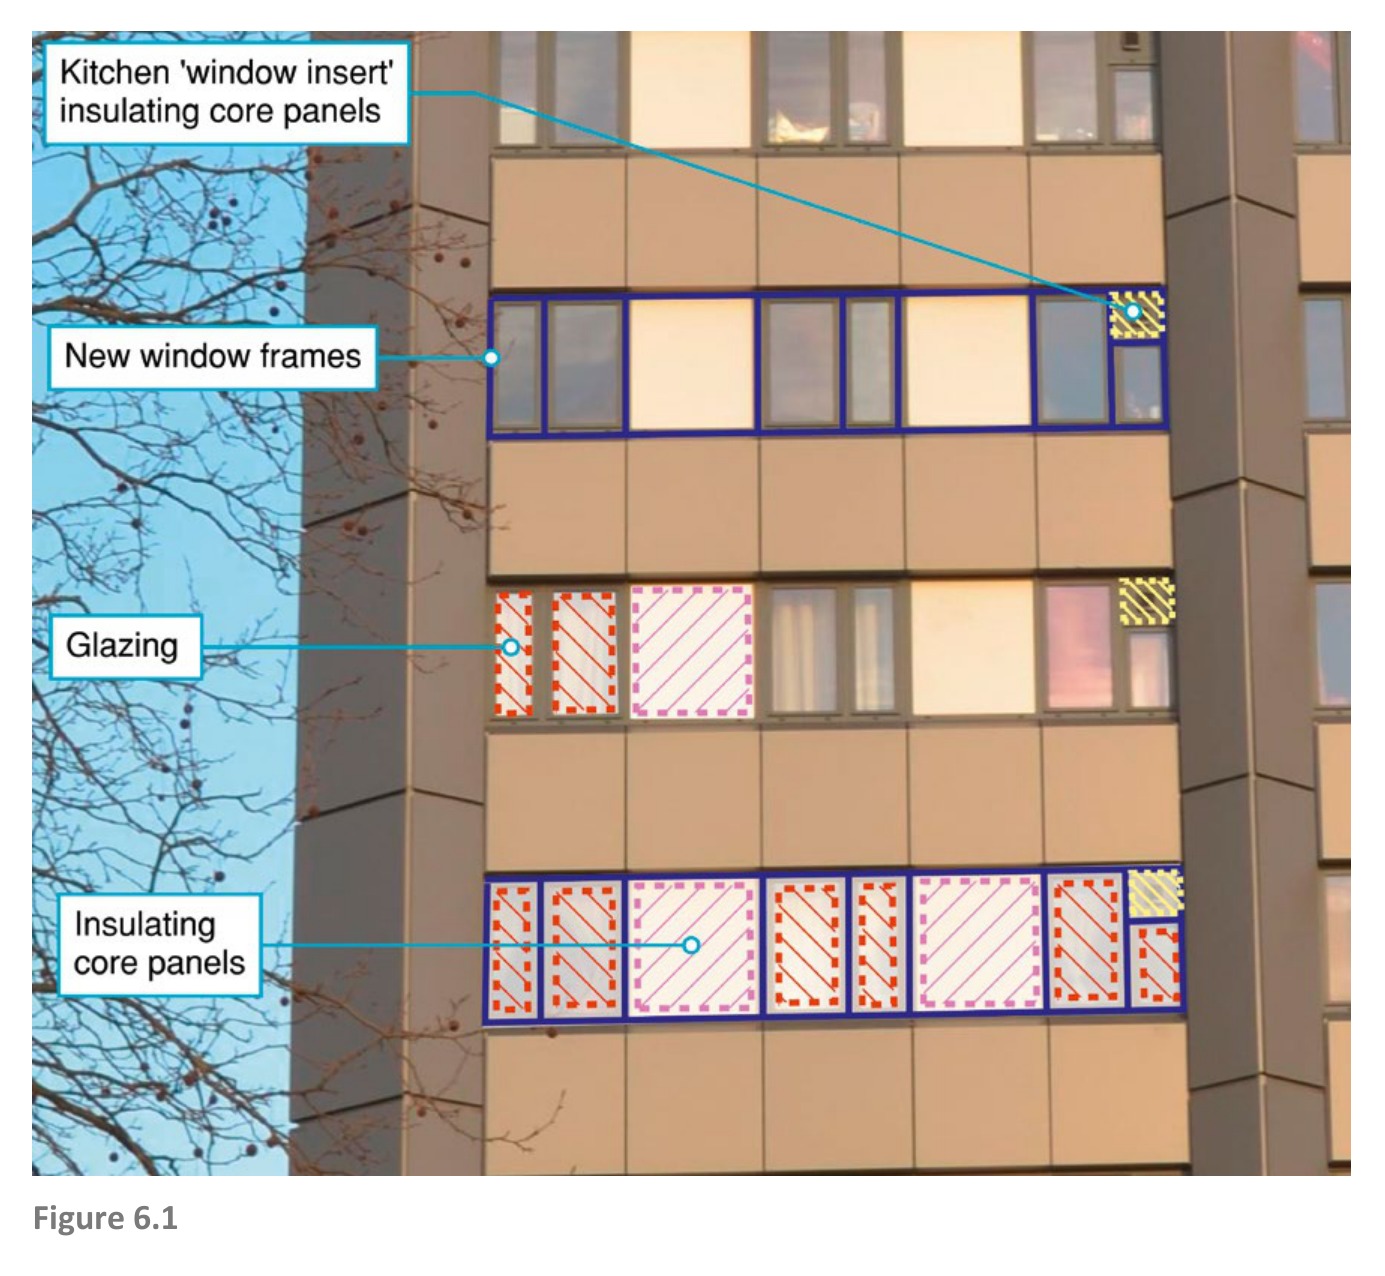 Kitchen 'window insert'
insulating core panels
New window frames
Glazing
Insulating
core panels
Figure 6.1